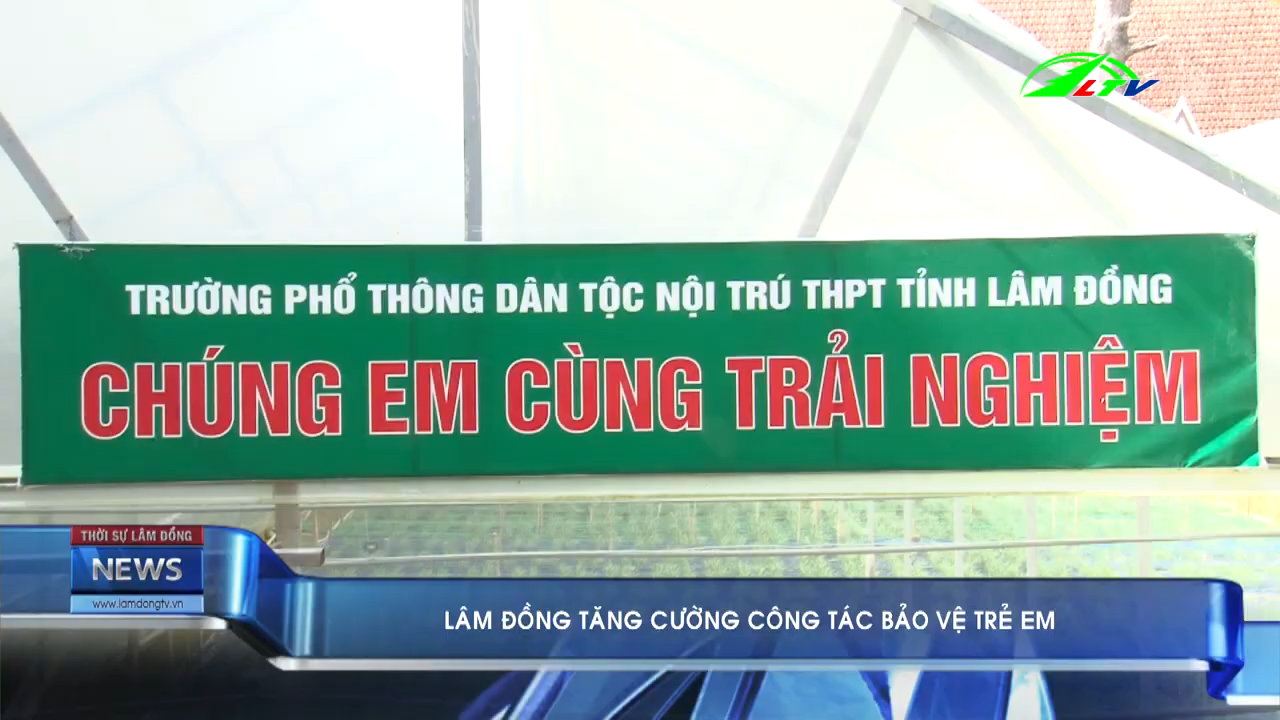 LTV
TRƯỜNG PHỔ THÔNG DÂN TỘC NỘI TRÚ THPT TỈNH LÂM ĐỒNG
CHÚNG EM CÙNG TRẢI NGHIỆM
THỜI SỰ LÂM ĐỒNG
NEWS
www.lamdongtv.vn
LÂM ĐỒNG TĂNG CƯỜNG CÔNG TÁC BẢO VỆ TRẺ EM